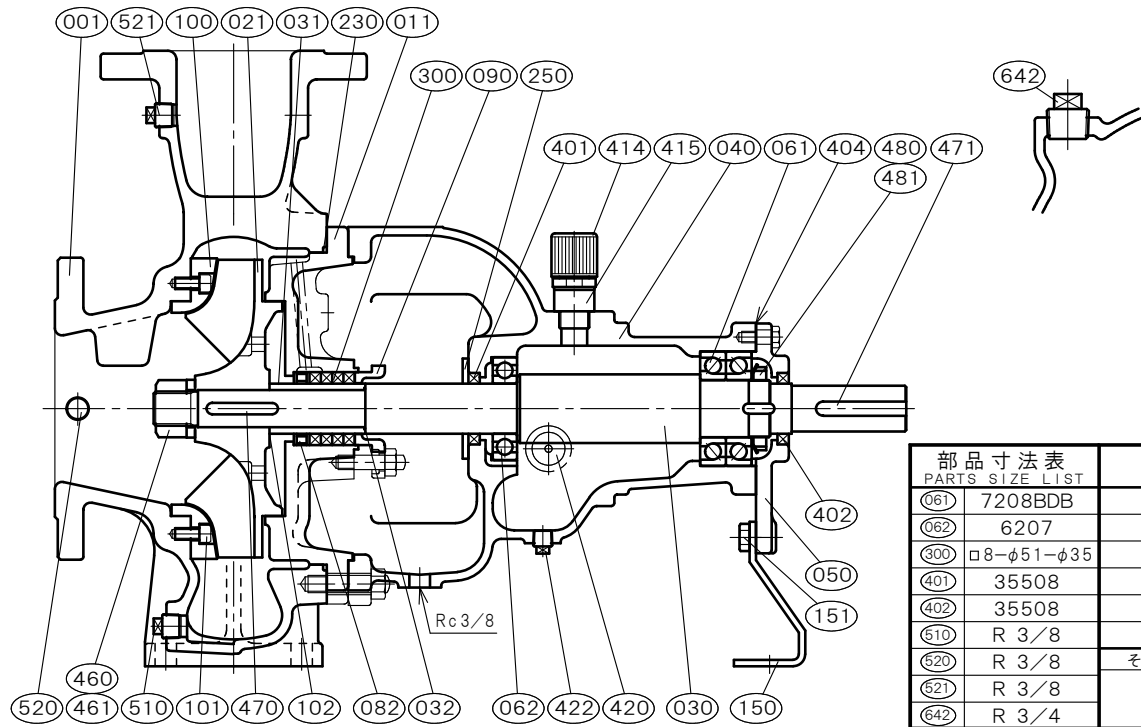 001 521 100 021 031 230 011
300 090 250
642
401 414 415 040 061 404 480 471
481
402
050
151
Rc3/8
460
520 461 510 101 470 102 082 032 062 422 420 030 150
部品寸法表
PARTS SIZE LIST
061 7208BDB
062 6207
300 □8-φ51-φ35
401 35508
402 35508
510 R 3/8
520 R 3/8
そ
521 R 3/8
642 R 3/4